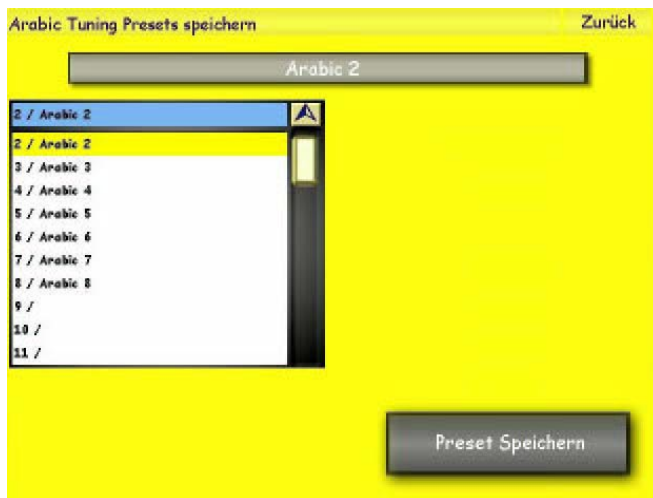 Arabic Tuning Presets speichern
Zurück
Arabic 2
2 / Arabic 2
2 / Arabic 2
3 / Arabic 3
4 / Arabic 4
5 / Arabic 5
6 / Arabic 6
7 / Arabic 7
8 / Arabic 8
9 /
10 /
11 /
Preset Speichern